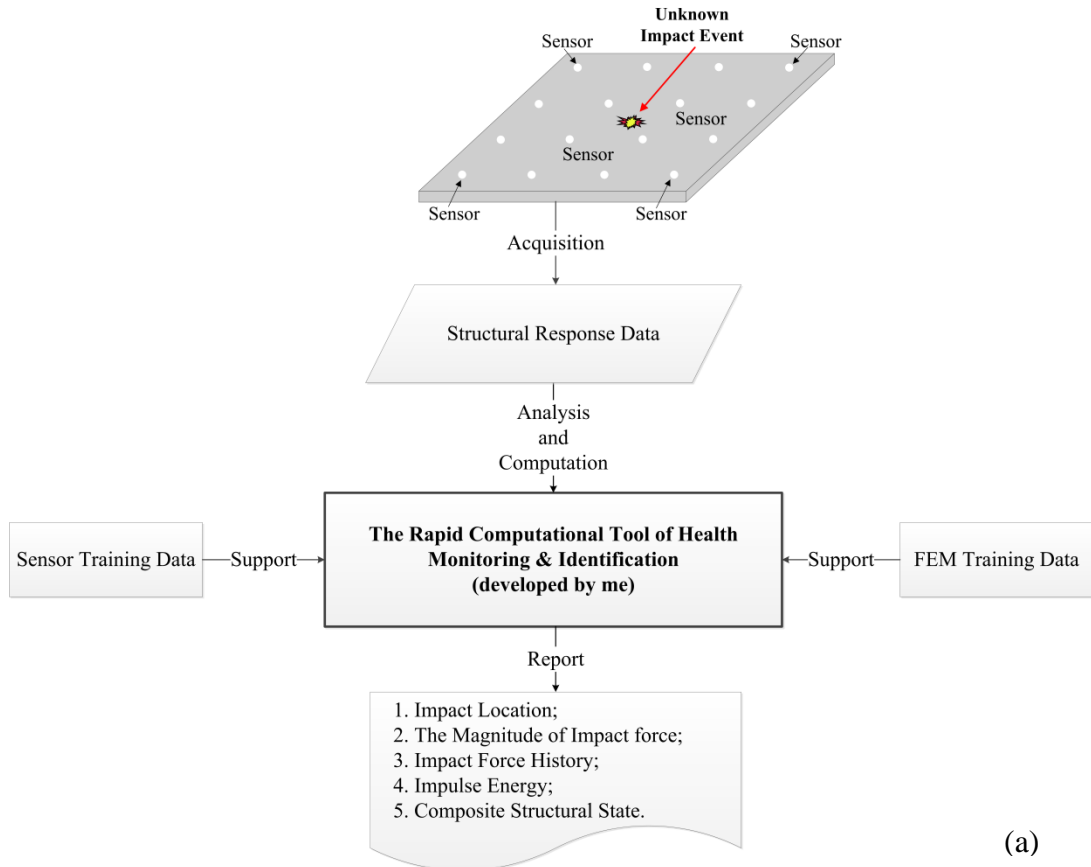 Unknown
Impact Event
Sensor
Sensor
Sensor
Sensor
Sensor
Sensor
Acquisition
Structural Response Data
Analysis
and
Computation
The Rapid Computational Tool of Health
Monitoring & Identification
(developed by me)
Sensor Training Data
Support
Support
FEM Training Data
Report
1. Impact Location;
2. The Magnitude of Impact force;
3. Impact Force History;
4. Impulse Energy;
5. Composite Structural State.
(a)